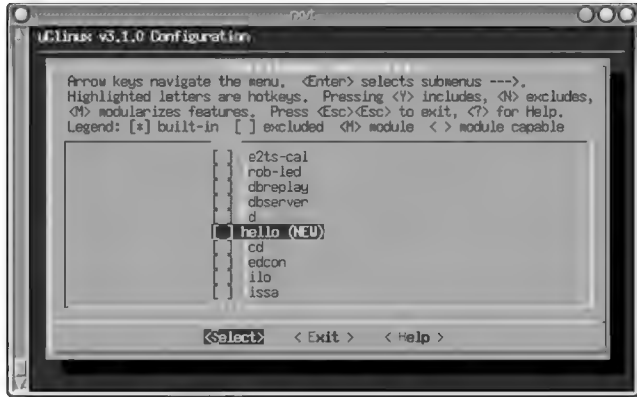 uClinux v3.1.0 Configuration
Arrow keys navigate the menu. <Enter> selects submenus --->.
Highlighted letters are hotkeys. Pressing <Y> includes, <N> excludes,
<M> modularizes features. Press <Esc><Esc> to exit, <?> for Help.
Legend: [*] built-in [ ] excluded <M> module < > module capable
[ ] e2ts-cal
[ ] rob-led
[ ] dbreplay
[ ] dbserver
[ ] d
[ ] hello (NEW)
[ ] cd
[ ] edcon
[ ] ilo
[ ] issa
<Select> < Exit > < Help >